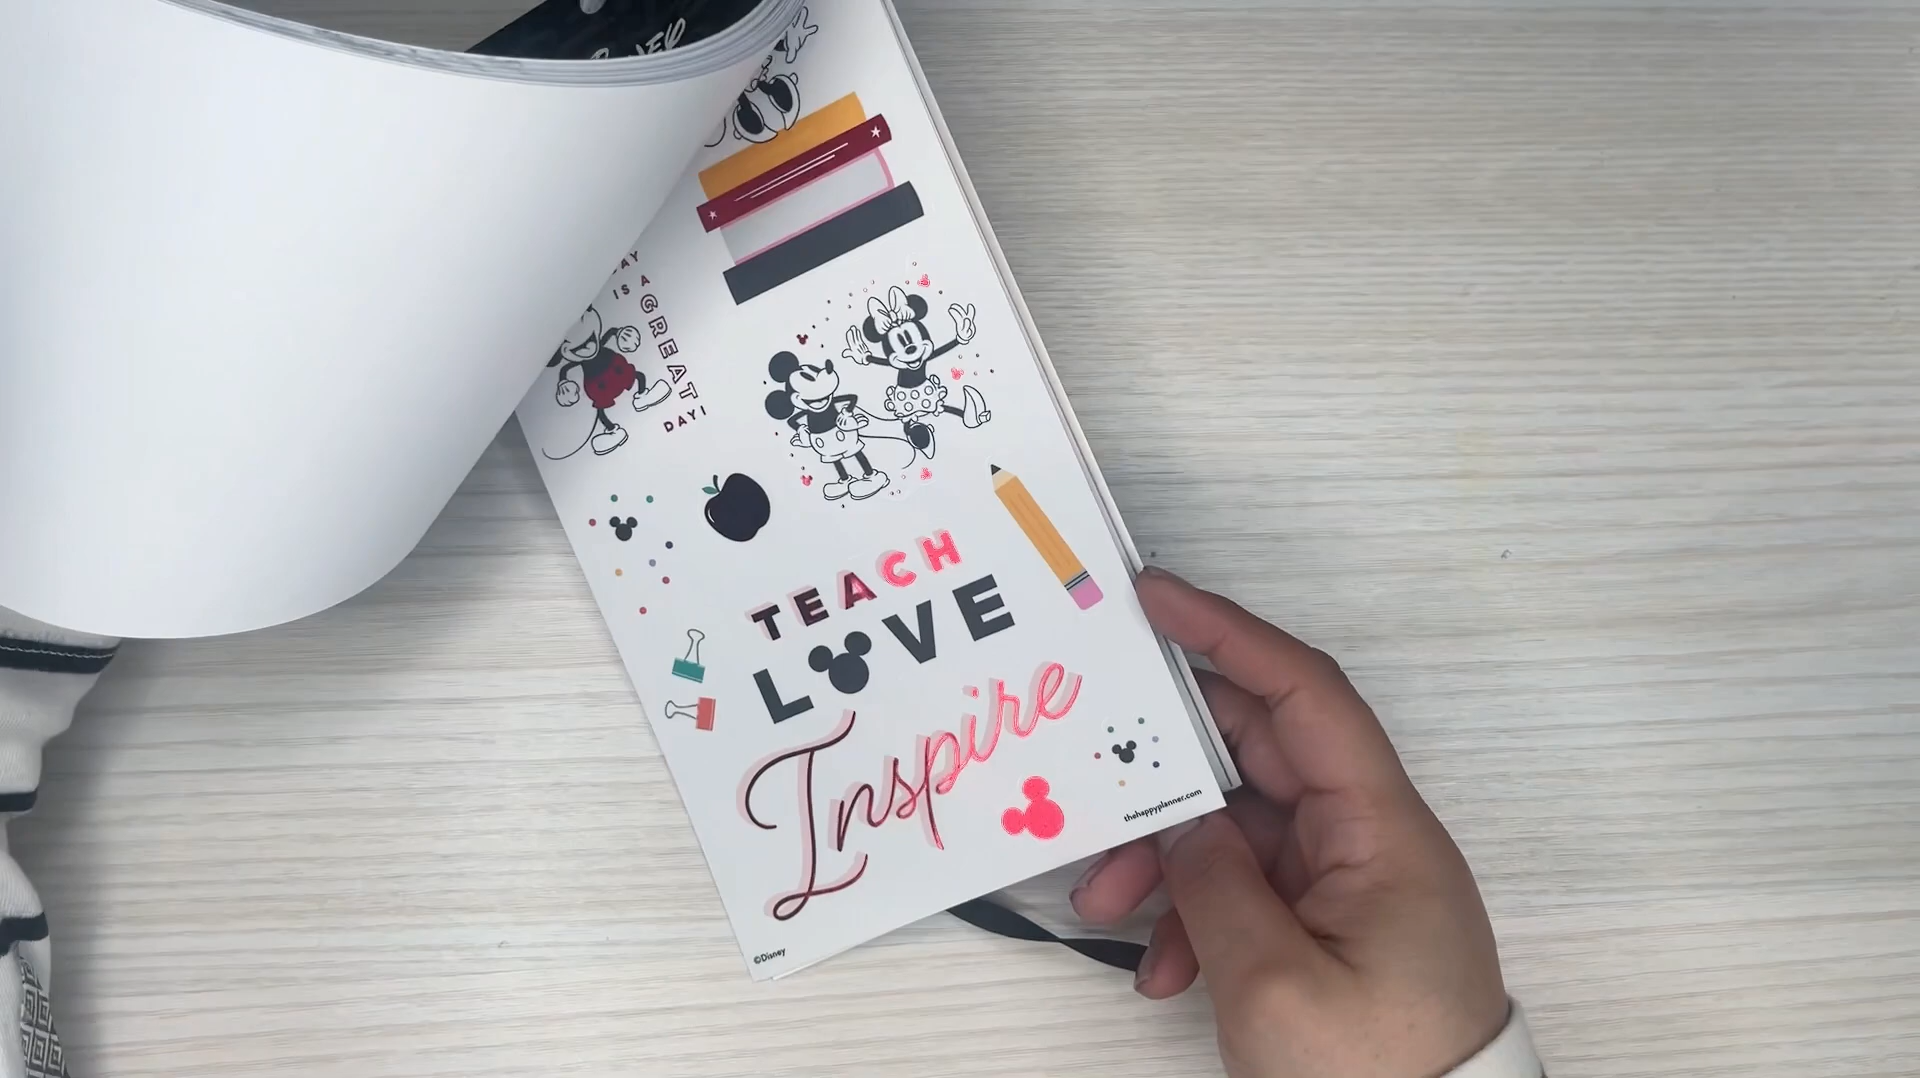 IS A
GREAT
DAY!
TEACH
LOVE
Inspire
thehappyplanner.com
©Disney